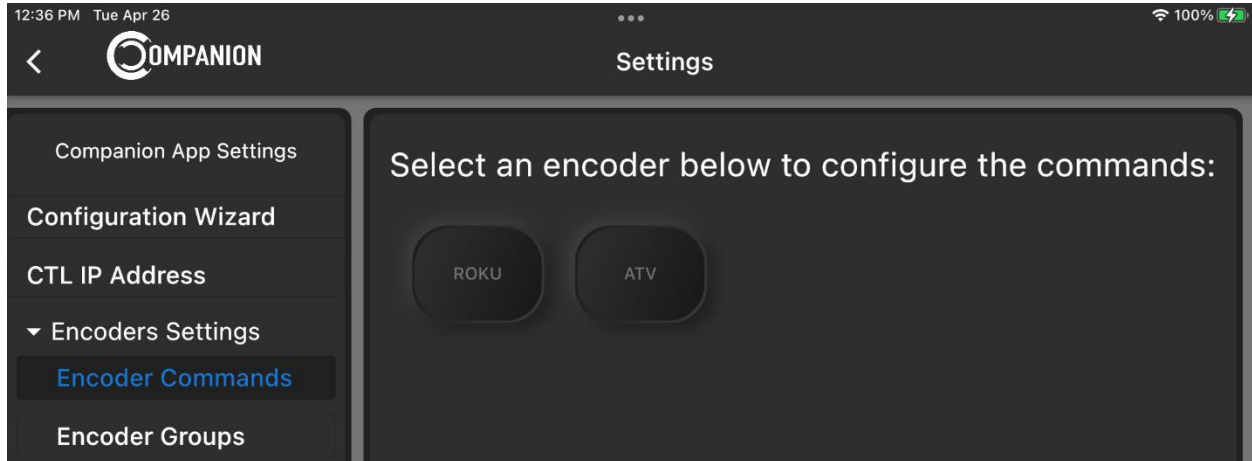 12:36 PM Tue Apr 26
100%
COMPANION
Settings
Companion App Settings
Configuration Wizard
CTL IP Address
Encoders Settings
Encoder Commands
Encoder Groups
Select an encoder below to configure the commands:
ROKU
ATV